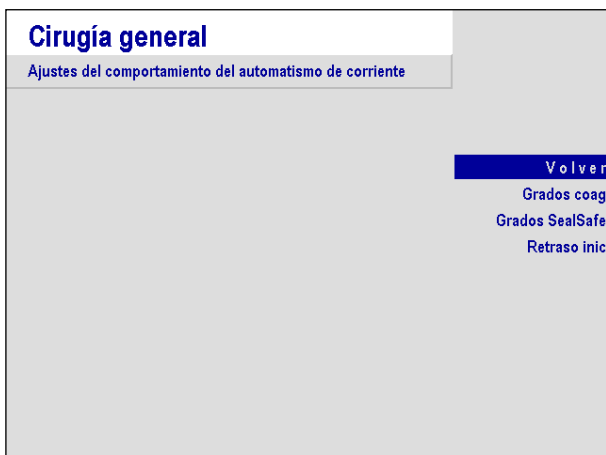 Cirugía general
Ajustes del comportamiento del automatismo de corriente
Volver
Grados coag
Grados SealSafe
Retraso inic